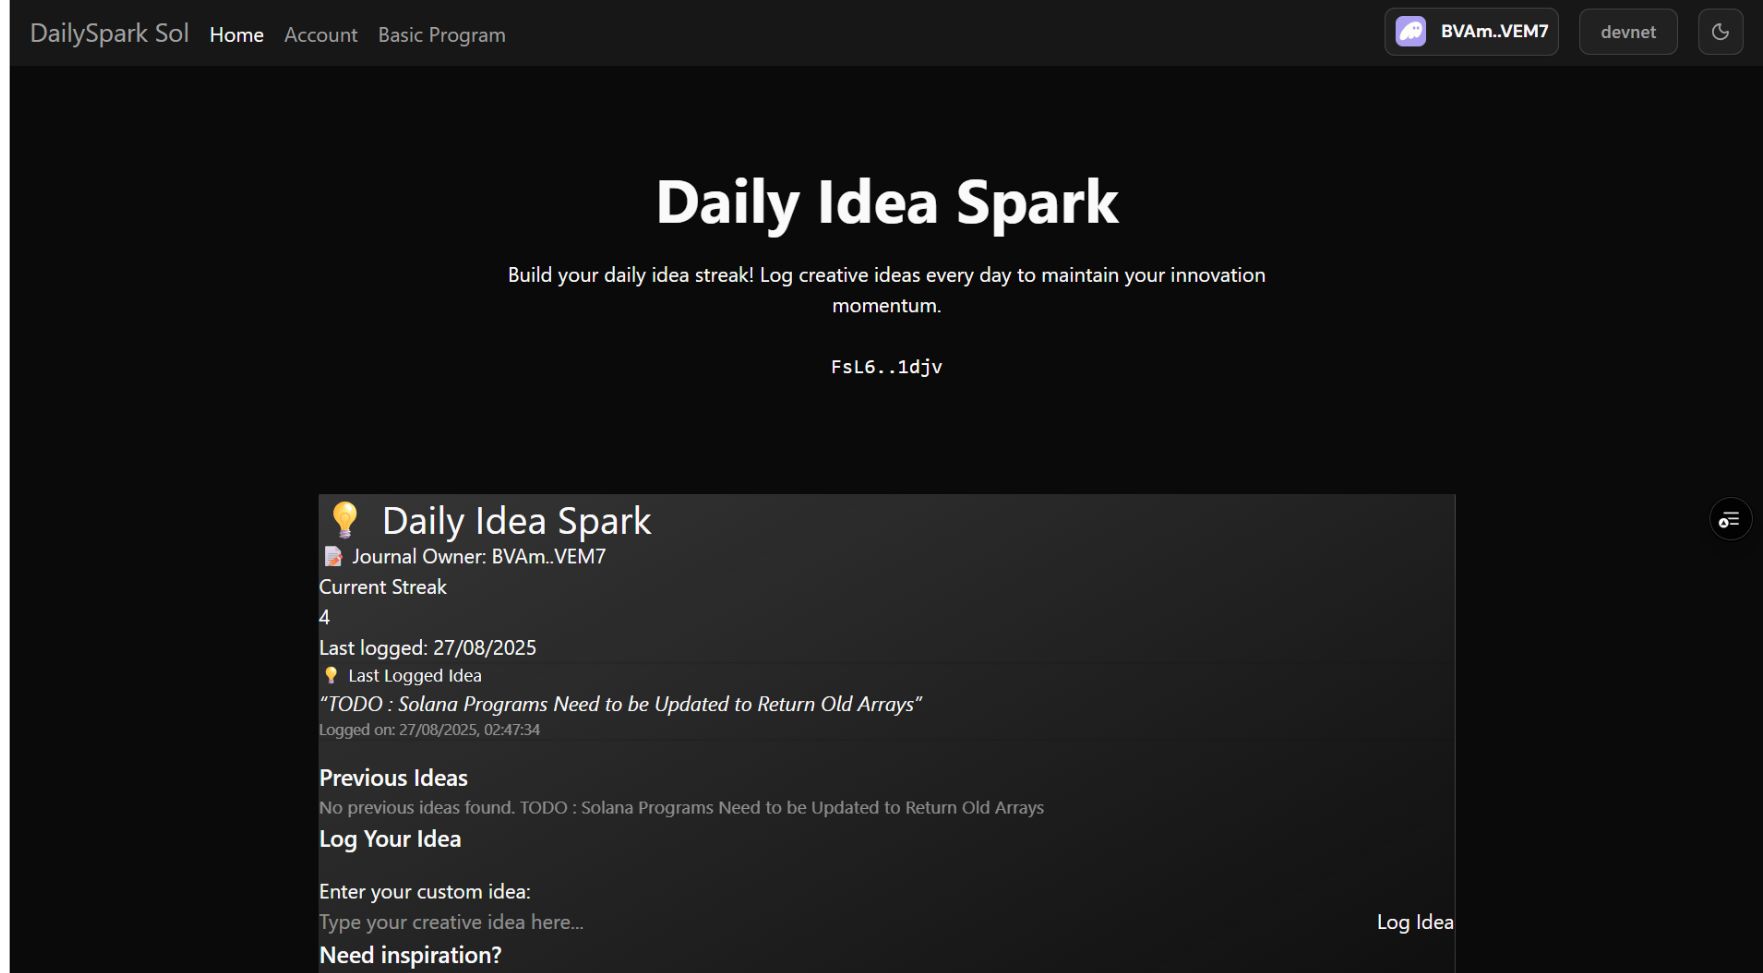 DailySpark Sol Home Account Basic Program BVAm..VEM7 devnet
Daily Idea Spark
Build your daily idea streak! Log creative ideas every day to maintain your innovation
momentum.
FsL6..1djv
Daily Idea Spark
Journal Owner: BVAm..VEM7
Current Streak
4
Last logged: 27/08/2025
Last Logged Idea
“TODO : Solana Programs Need to be Updated to Return Old Arrays”
Logged on: 27/08/2025, 02:47:34
Previous Ideas
No previous ideas found. TODO : Solana Programs Need to be Updated to Return Old Arrays
Log Your Idea
Enter your custom idea:
Type your creative idea here... Log Idea
Need inspiration?